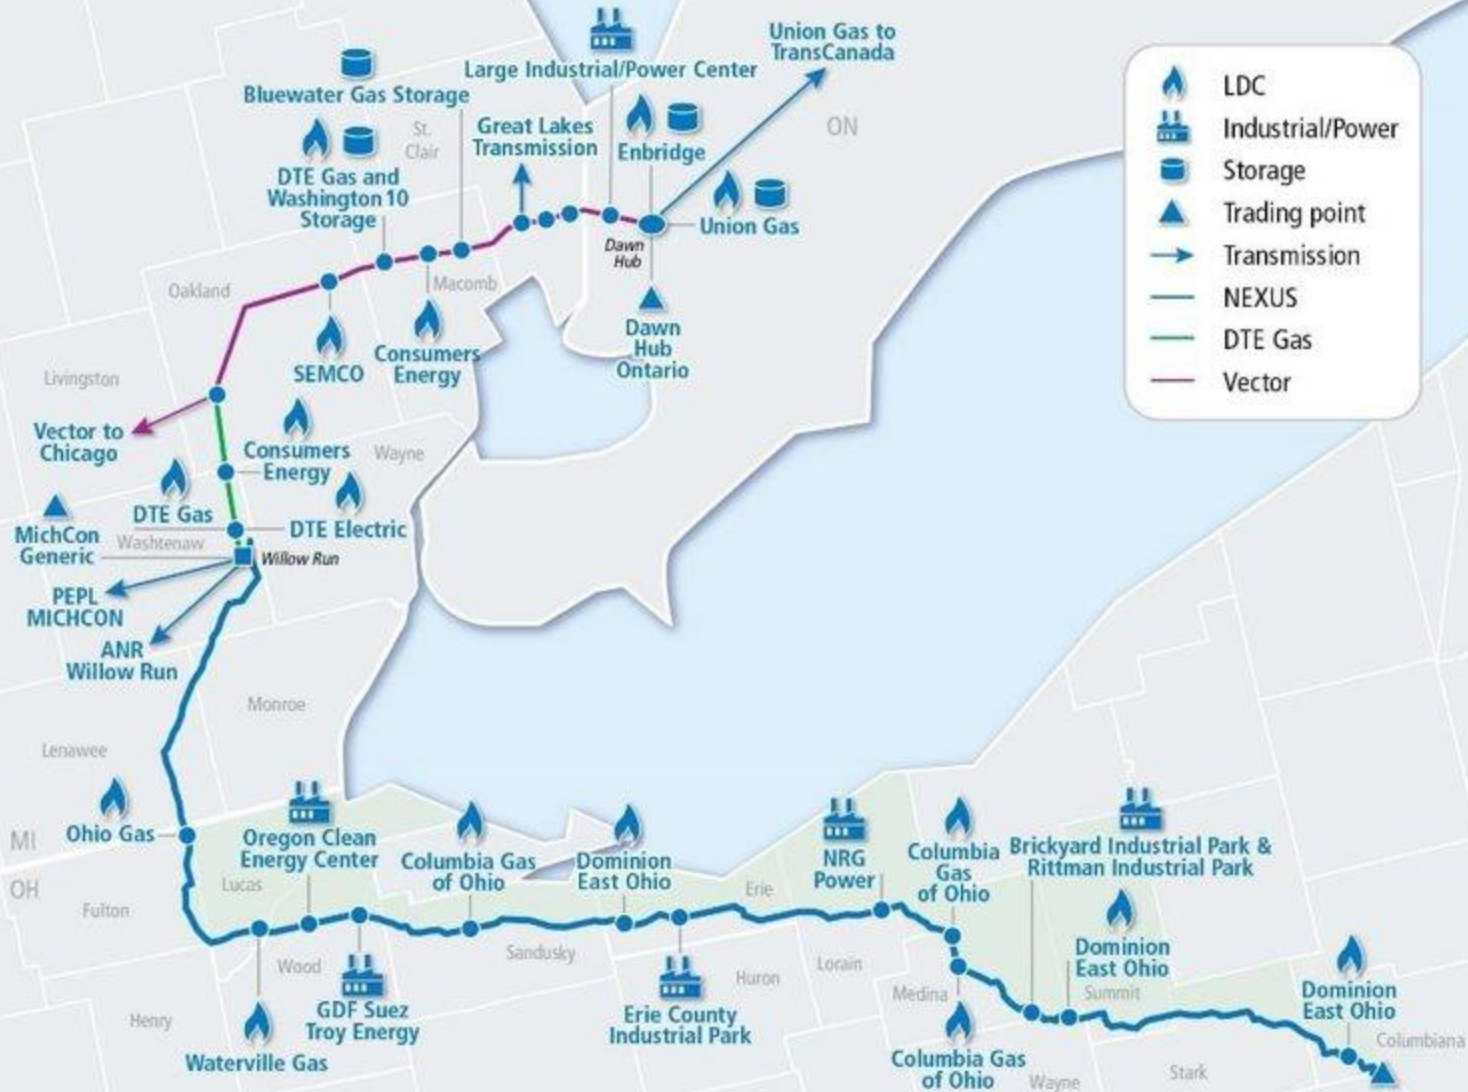 Union Gas to
TransCanada
Large Industrial/Power Center
Bluewater Gas Storage
St.
Clair
Great Lakes
Transmission
Enbridge
ON
DTE Gas and
Washington 10
Storage
Union Gas
Dawn
Hub
Oakland
Macomb
SEMCO
Consumers
Energy
Dawn
Hub
Ontario
LDC
Industrial/Power
Storage
Trading point
Transmission
NEXUS
DTE Gas
Vector
Livingston
Vector to
Chicago
Consumers
Energy
Wayne
DTE Gas
DTE Electric
MichCon
Generic
Washtenaw
Willow Run
PEPL
MICHCON
ANR
Willow Run
Monroe
Lenawee
MI
Ohio Gas
OH
Fulton
Lucas
Oregon Clean
Energy Center
Columbia Gas
of Ohio
Dominion
East Ohio
Erie
NRG
Power
Columbia
Gas
of Ohio
Brickyard Industrial Park &
Rittman Industrial Park
Dominion
East Ohio
Wood
Sandusky
Huron
Lorain
Medina
Summit
Henry
GDF Suez
Troy Energy
Waterville Gas
Erie County
Industrial Park
Columbia Gas
of Ohio
Wayne
Stark
Dominion
East Ohio
Columbiana